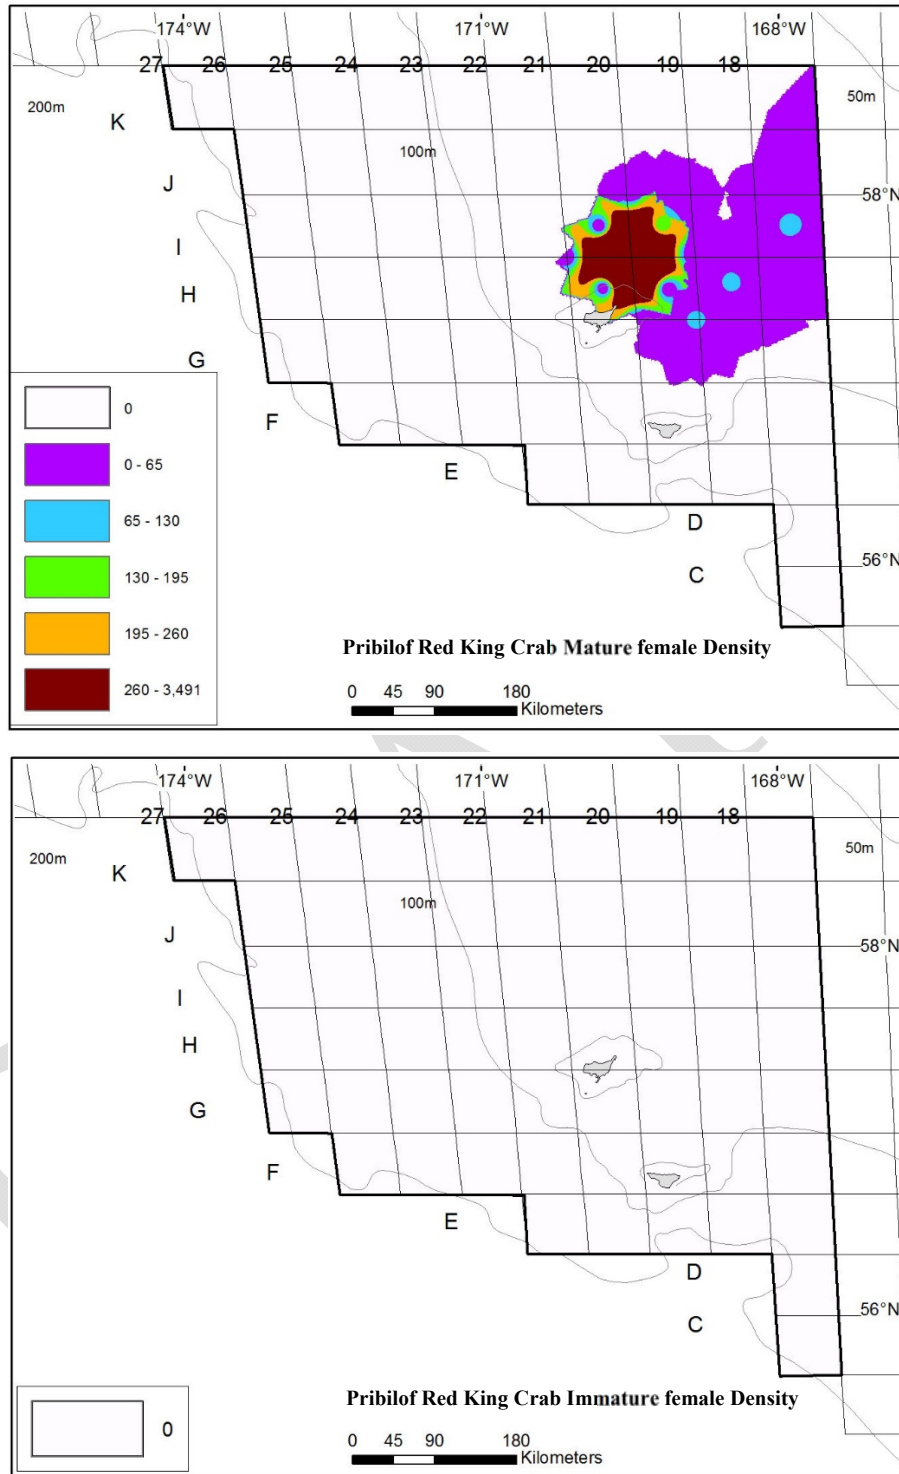 174°W 171°W 168°W
27 26 25 24 23 22 21 20 19 18
200m 50m
K
100m
J
58°N
I
H
G
0
F
0 - 65
E
65 - 130
D
130 - 195
56°N
C
195 - 260
Pribilof Red King Crab Mature female Density
260 - 3,491
0 45 90 180
Kilometers
174°W 171°W 168°W
27 26 25 24 23 22 21 20 19 18
200m 50m
K
100m
J
58°N
I
H
G
F
E
D
56°N
C
Pribilof Red King Crab Immature female Density
0
0 45 90 180
Kilometers